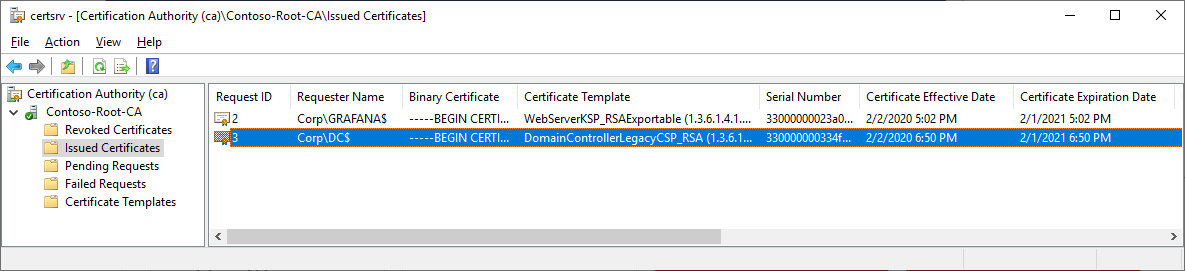 certsrv - [Certification Authority (ca)\Contoso-Root-CA\Issued Certificates]
File Action View Help
Certification Authority (ca)
Contoso-Root-CA
Revoked Certificates
Issued Certificates
Pending Requests
Failed Requests
Certificate Templates
Request ID Requester Name Binary Certificate Certificate Template Serial Number Certificate Effective Date Certificate Expiration Date
2 Corp\GRAFANA$ -----BEGIN CERTI... WebServerKSP_RSAExportable (1.3.6.1.4.1.... 33000000023a0... 2/2/2020 5:02 PM 2/1/2021 5:02 PM
3 Corp\DC$ -----BEGIN CERTI... DomainControllerLegacyCSP_RSA (1.3.6.1... 330000000334f... 2/2/2020 6:50 PM 2/1/2021 6:50 PM